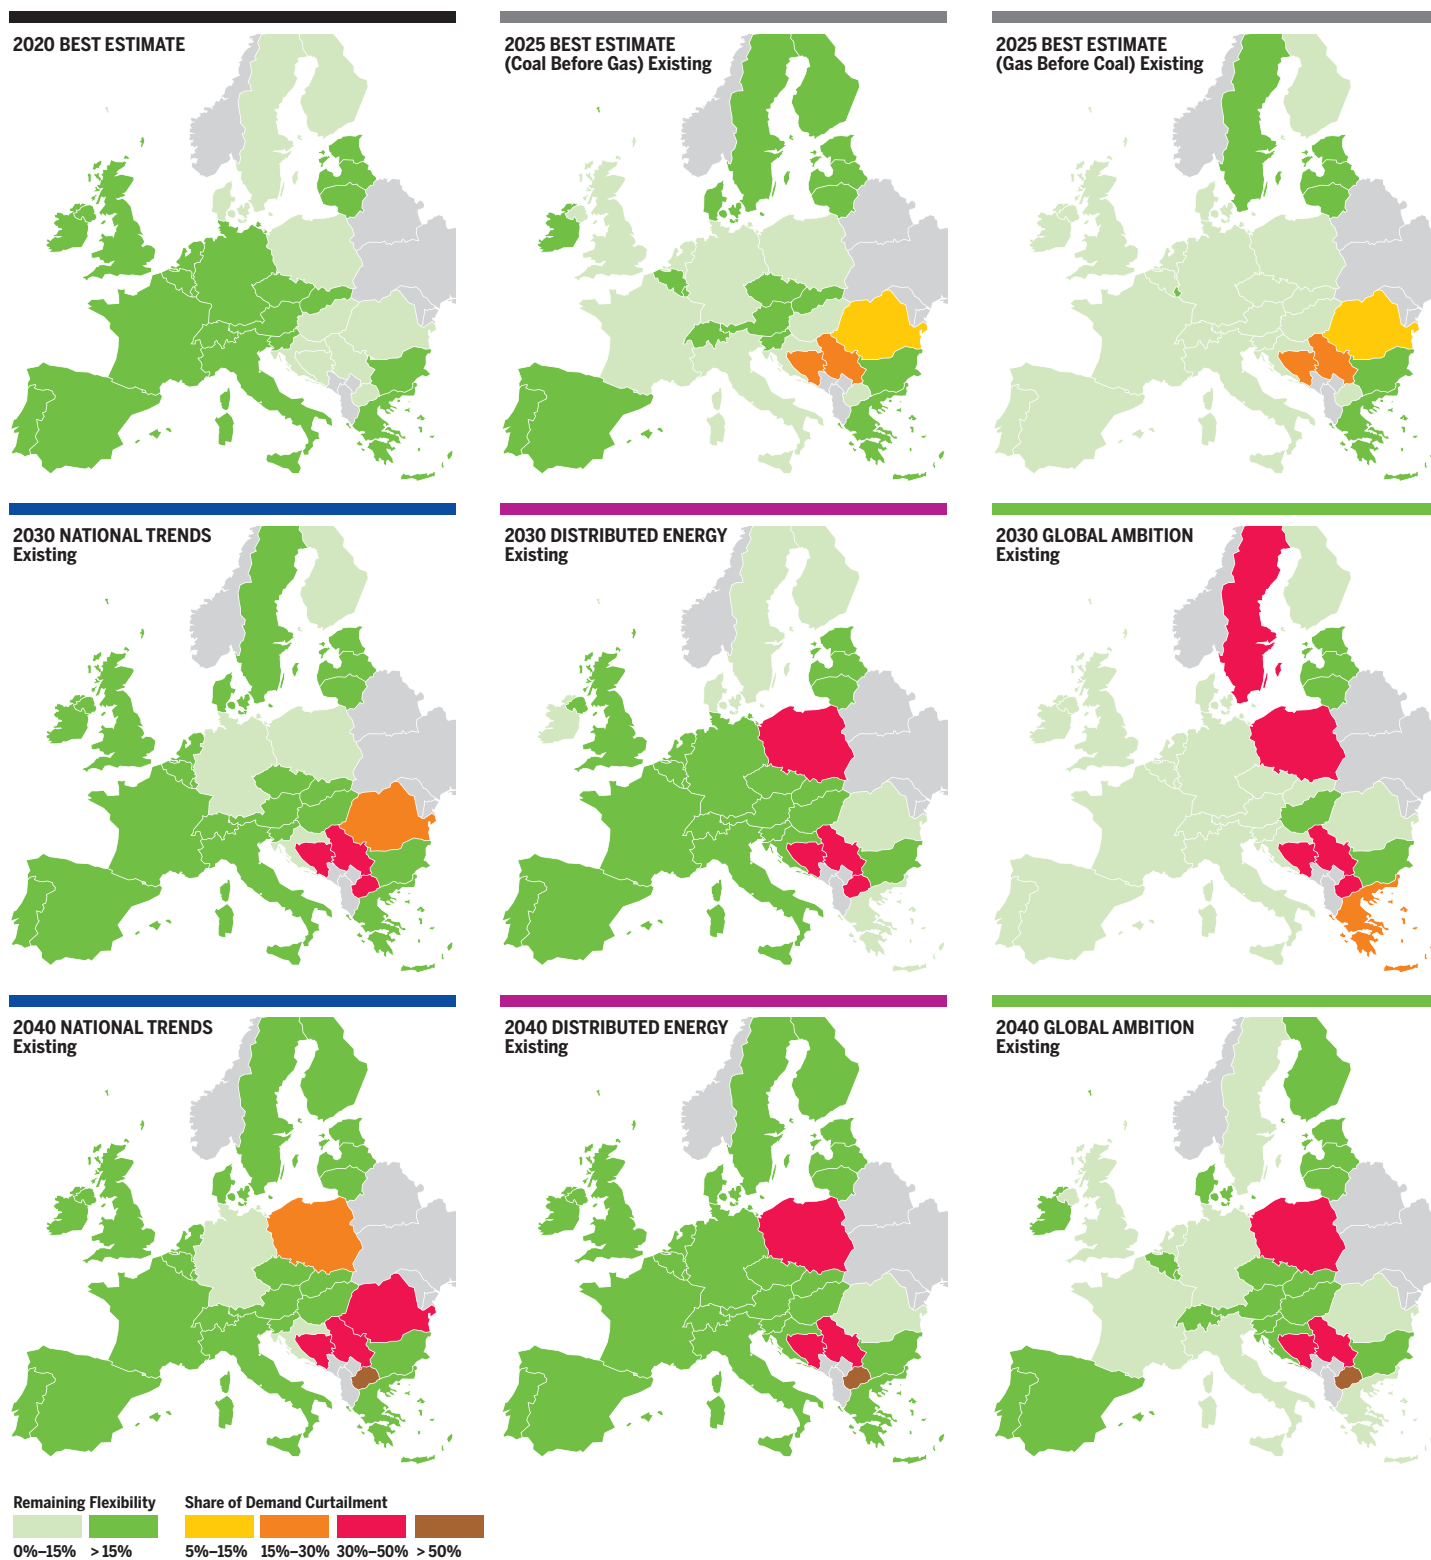 2020 BEST ESTIMATE
2025 BEST ESTIMATE
(Coal Before Gas) Existing
2025 BEST ESTIMATE
(Gas Before Coal) Existing
2030 NATIONAL TRENDS
Existing
2030 DISTRIBUTED ENERGY
Existing
2030 GLOBAL AMBITION
Existing
2040 NATIONAL TRENDS
Existing
2040 DISTRIBUTED ENERGY
Existing
2040 GLOBAL AMBITION
Existing
Remaining Flexibility
0%–15% > 15%
Share of Demand Curtailment
5%–15% 15%–30% 30%–50% > 50%